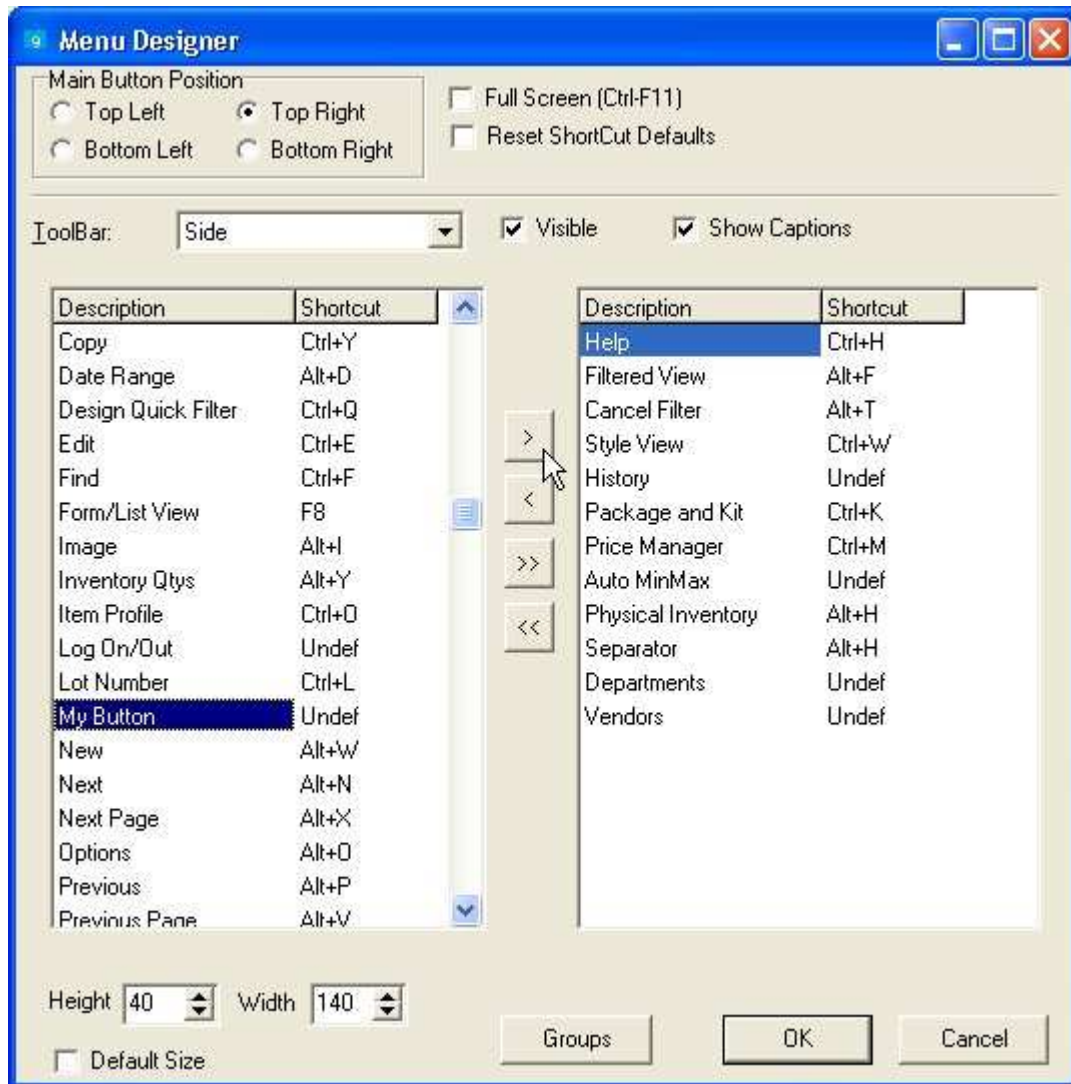 9 Menu Designer
Main Button Position
Top Left Top Right Full Screen (Ctrl-F11)
Bottom Left Bottom Right Reset ShortCut Defaults
ToolBar: Side Visible Show Captions
Description Shortcut Description Shortcut
Copy Ctrl+Y Help Ctrl+H
Date Range Alt+D Filtered View Alt+F
Design Quick Filter Ctrl+Q Cancel Filter Alt+T
Edit Ctrl+E Style View Ctrl+W
Find Ctrl+F History Undef
Form/List View F8 Package and Kit Ctrl+K
Image Alt+I Price Manager Ctrl+M
Inventory Qtys Alt+Y Auto MinMax Undef
Item Profile Ctrl+O Physical Inventory Alt+H
Log On/Out Undef Separator Alt+H
Lot Number Ctrl+L Departments Undef
My Button Undef Vendors Undef
New Alt+W
Next Alt+N
Next Page Alt+X
Options Alt+O
Previous Alt+P
Previous Page Alt+V
>
<
>>
<<
Height 40 Width 140
Groups OK Cancel
Default Size